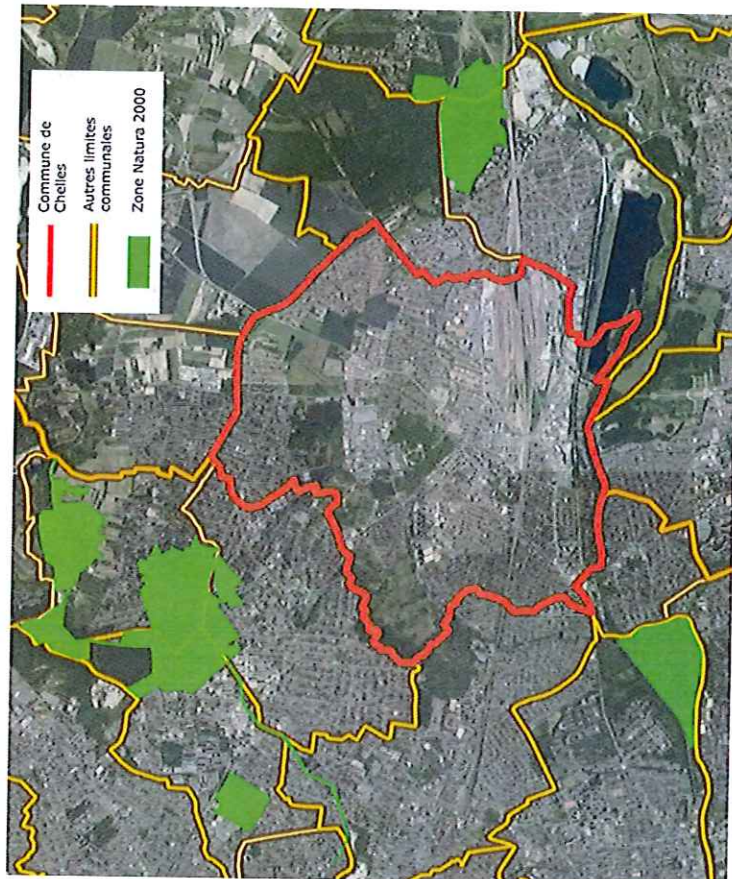 Commune de
Chelles
Autres limites
communales
Zone Natura 2000